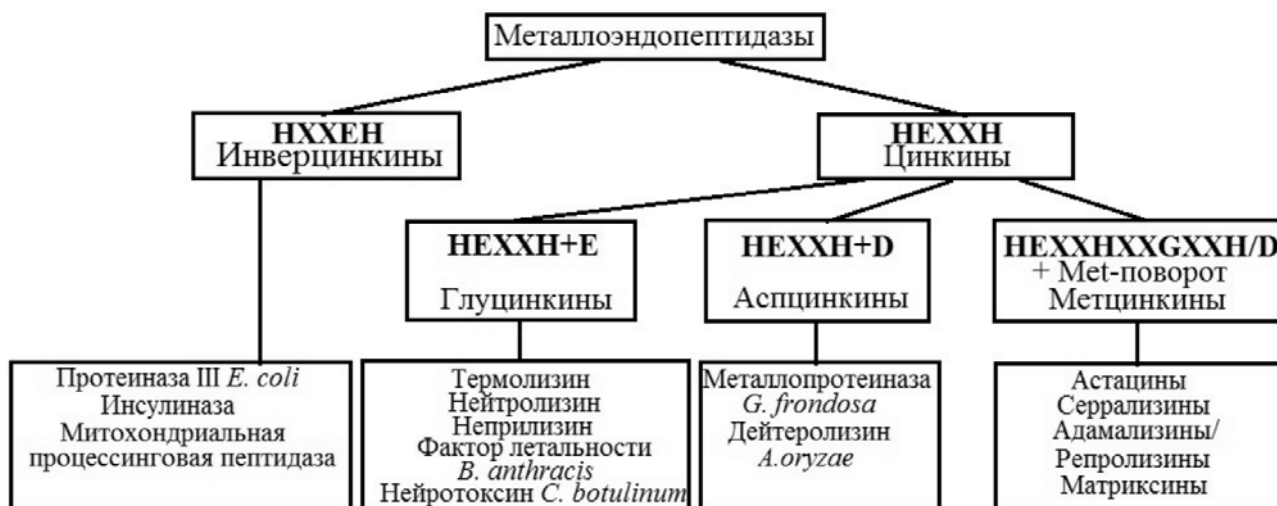 Металлоэндопептидазы
HXXEH
Инверцинкины
HEXXH
Цинкины
HEXXH+E
Глуцинкины
HEXXH+D
Аспцинкины
HEXXHXXGXXH/D
+ Met-поворот
Метцинкины
Протеиназа III E. coli
Инсулиназа
Митохондриальная
процессинговая пептидаза
Термолизин
Нейтролизин
Неприлизин
Фактор летальности
B. anthracis
Нейротоксин C. botulinum
Металлопротеиназа
G. frondosa
Дейтеролизин
A.oryzae
Астацины
Серрализины
Адамализины/
Репролизины
Матриксины